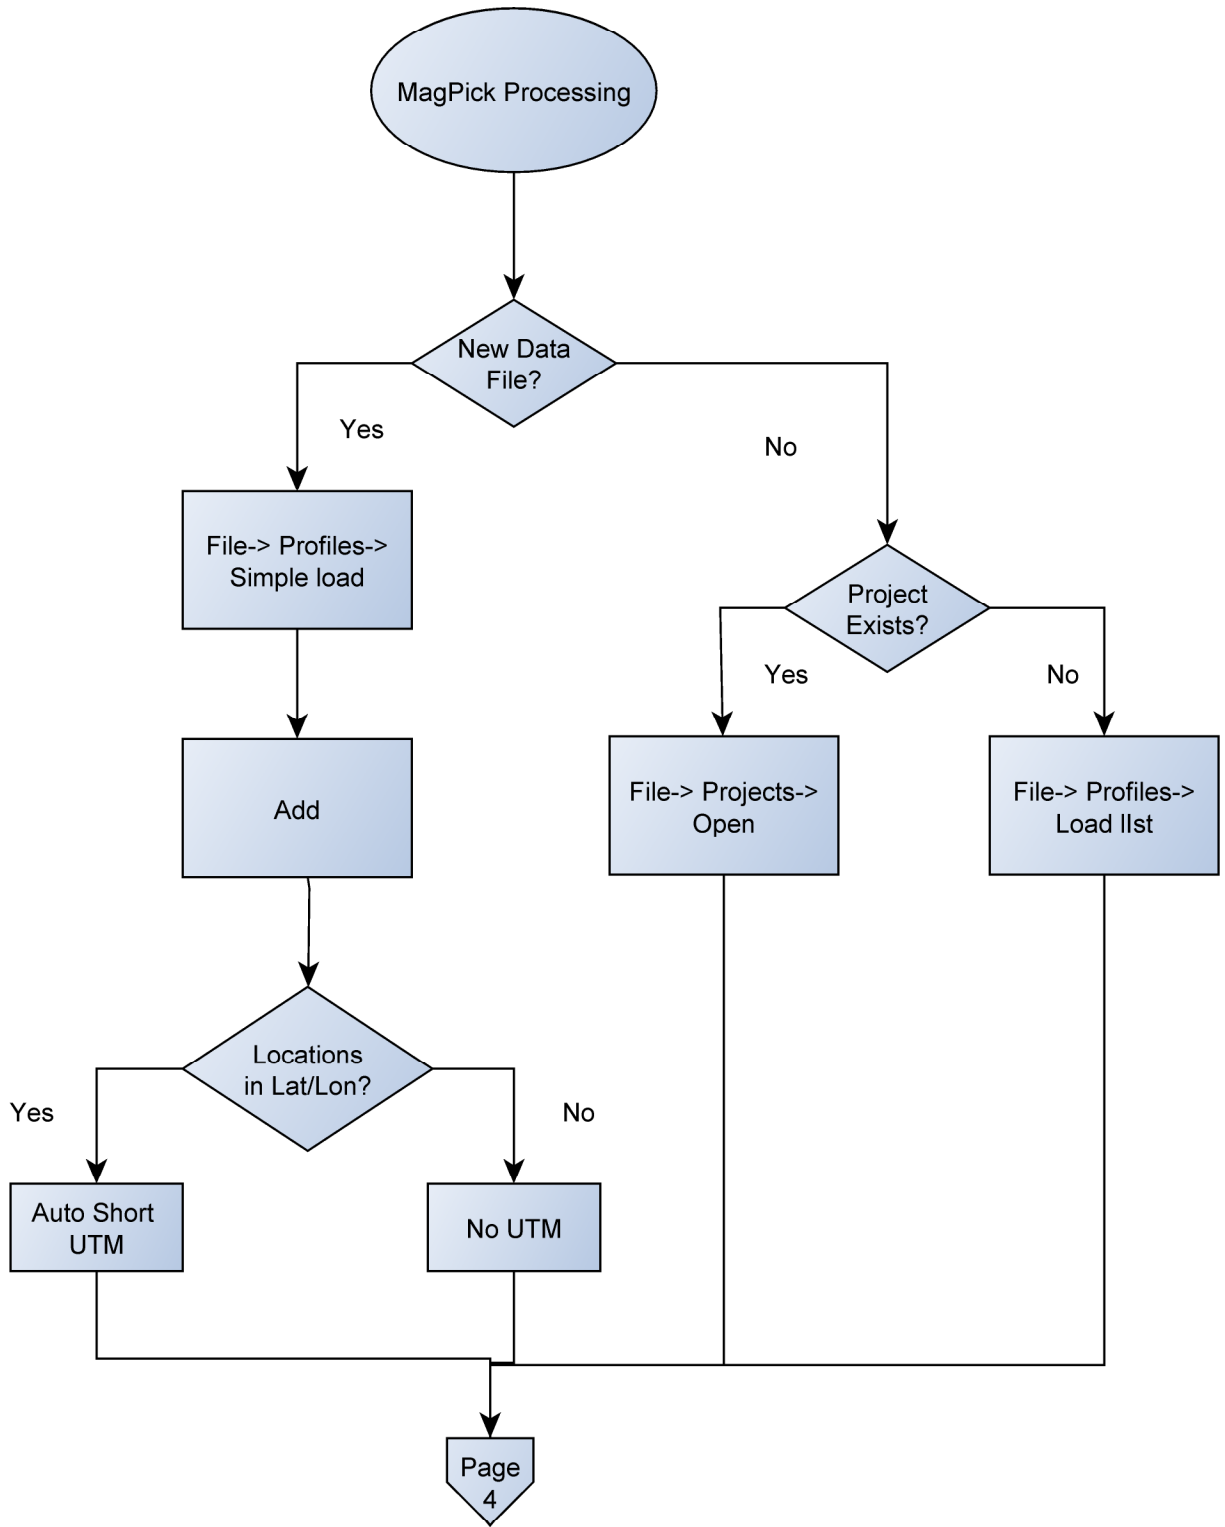 MagPick Processing
New Data
File?
Yes
No
File-> Profiles->
Simple load
Project
Exists?
Yes
No
Add
File-> Projects->
Open
File-> Profiles->
Load lIst
Locations
in Lat/Lon?
Yes
No
Auto Short
UTM
No UTM
Page
4